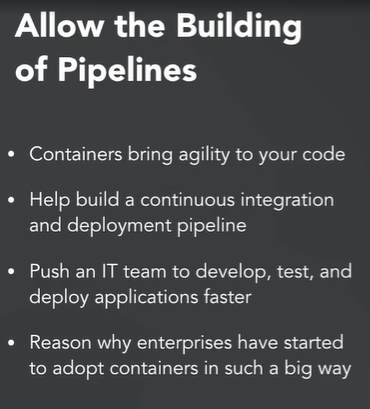 Allow the Building
of Pipelines
• Containers bring agility to your code
• Help build a continuous integration
and deployment pipeline
• Push an IT team to develop, test, and
deploy applications faster
• Reason why enterprises have started
to adopt containers in such a big way